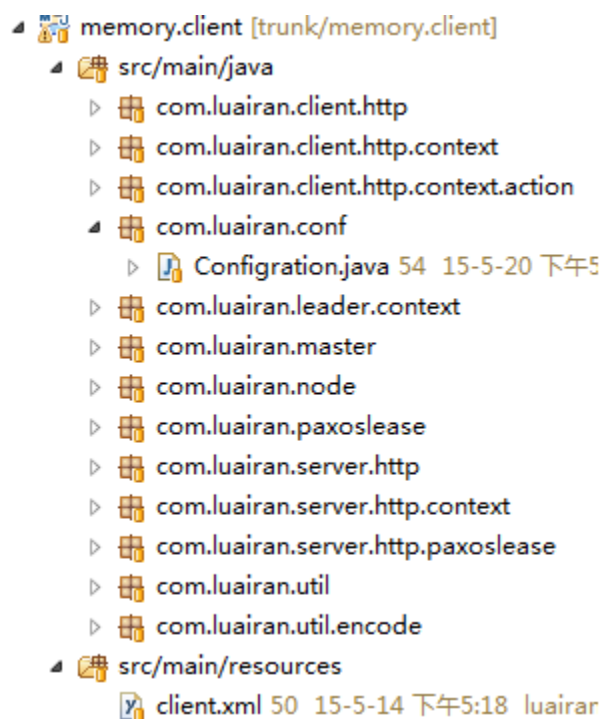 memory.client [trunk/memory.client]
src/main/java
com.luairan.client.http
com.luairan.client.http.context
com.luairan.client.http.context.action
com.luairan.conf
Configration.java 54 15-5-20 下午5
com.luairan.leader.context
com.luairan.master
com.luairan.node
com.luairan.paxoslease
com.luairan.server.http
com.luairan.server.http.context
com.luairan.server.http.paxoslease
com.luairan.util
com.luairan.util.encode
src/main/resources
client.xml 50 15-5-14 下午5:18 luairan